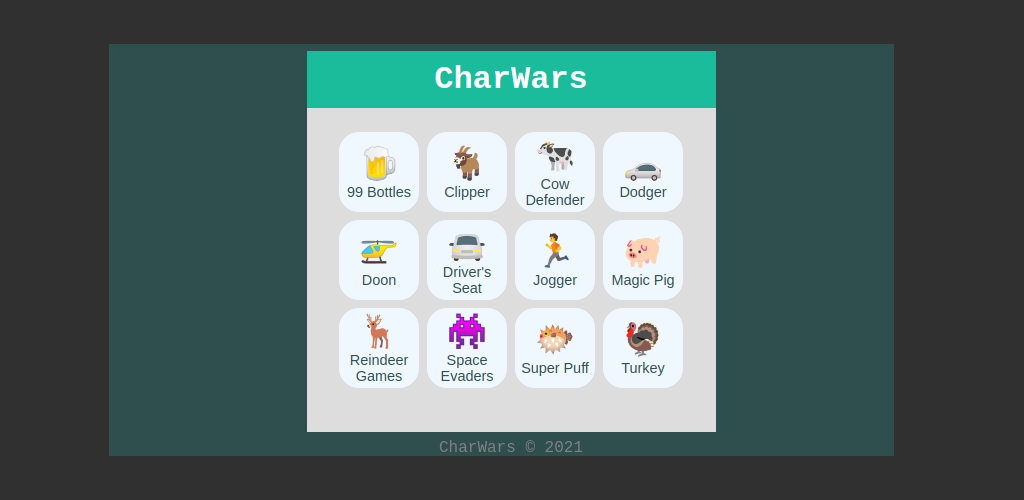 CharWars
99 Bottles
Clipper
Cow
Defender
Dodger
Doon
Driver's
Seat
Jogger
Magic Pig
Reindeer
Games
Space
Evaders
Super Puff
Turkey
CharWars © 2021